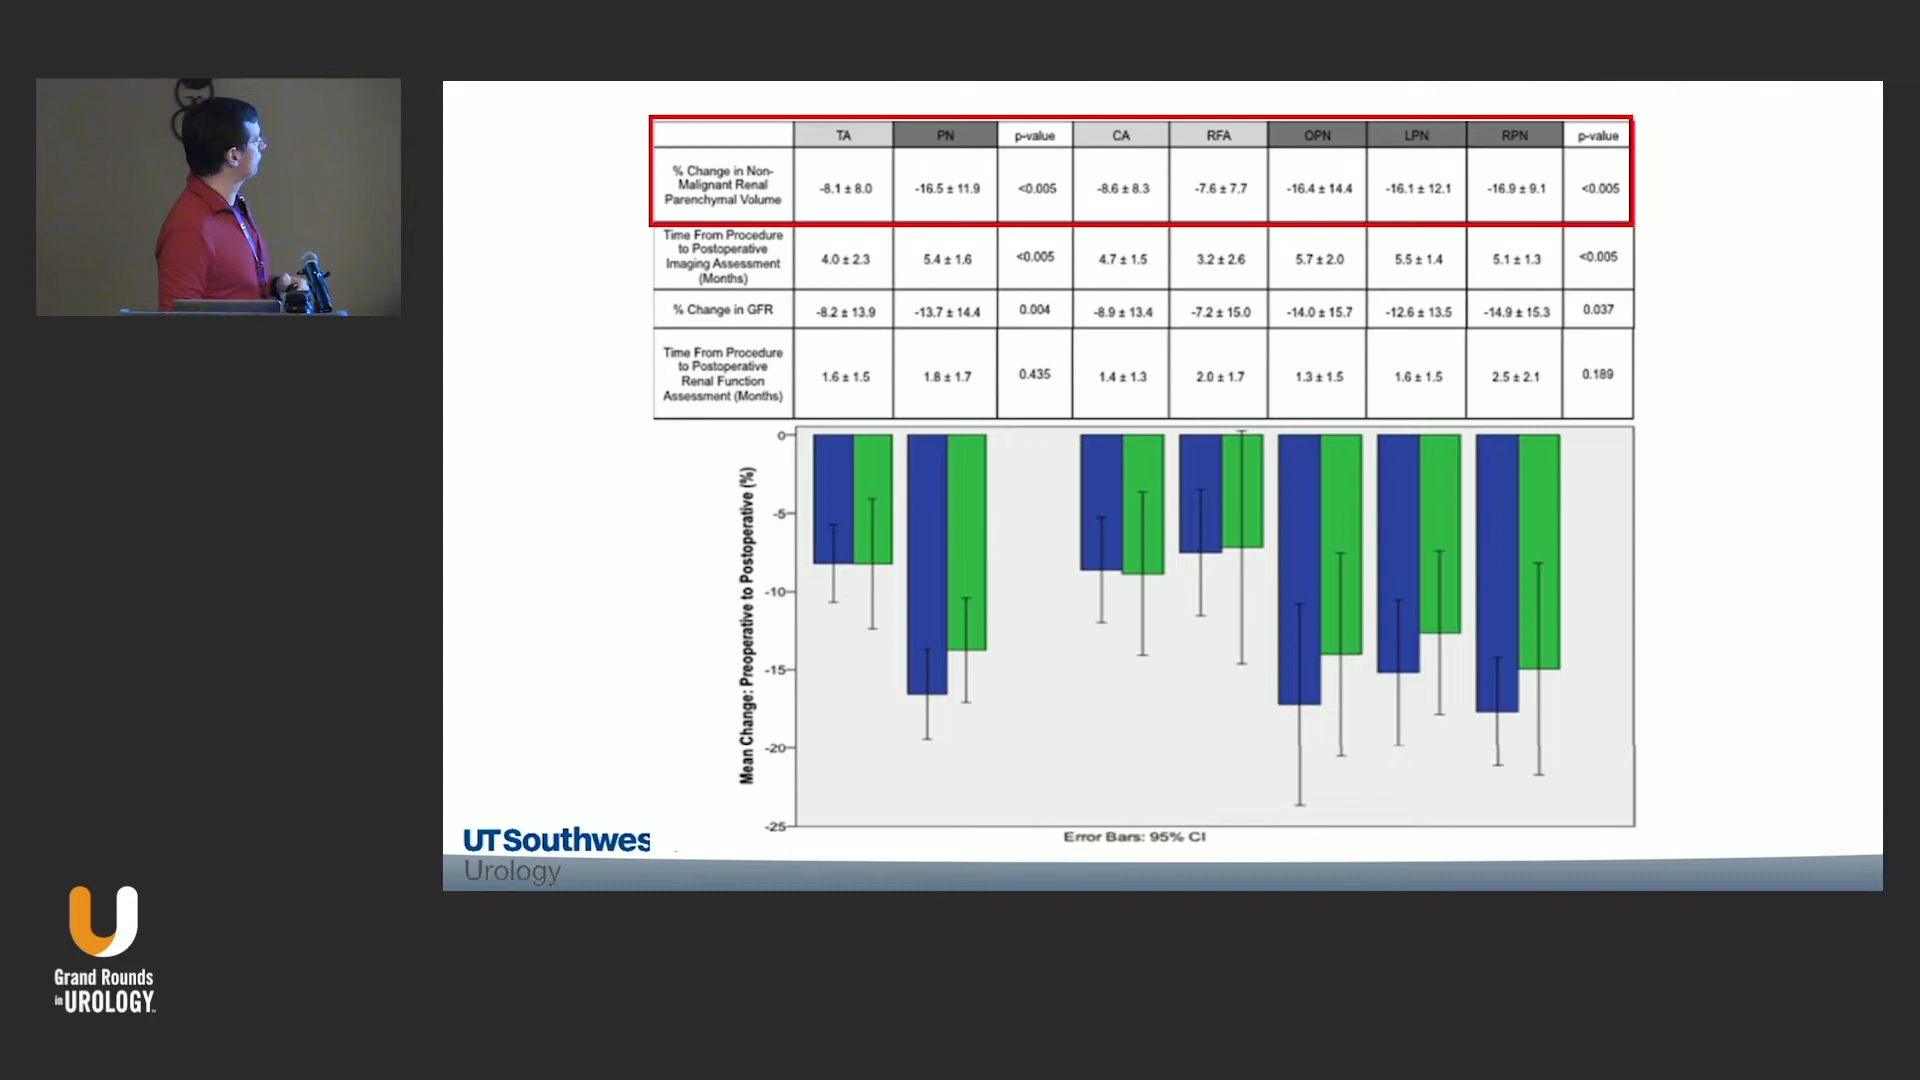 TA PN p-value CA RFA OPN LPN RPN p-value
% Change in Non-
Malignant Renal
Parenchymal Volume
-8.1 ± 8.0 -16.5 ± 11.9 <0.005 -8.6 ± 8.3 -7.6 ± 7.7 -16.4 ± 14.4 -16.1 ± 12.1 -16.9 ± 9.1 <0.005
Time From Procedure
to Postoperative
Imaging Assessment
(Months)
4.0 ± 2.3 5.4 ± 1.6 <0.005 4.7 ± 1.5 3.2 ± 2.6 5.7 ± 2.0 5.5 ± 1.4 5.1 ± 1.3 <0.005
% Change in GFR -8.2 ± 13.9 -13.7 ± 14.4 0.004 -8.9 ± 13.4 -7.2 ± 15.0 -14.0 ± 15.7 -12.6 ± 13.5 -14.9 ± 15.3 0.037
Time From Procedure
to Postoperative
Renal Function
Assessment (Months)
1.6 ± 1.5 1.8 ± 1.7 0.435 1.4 ± 1.3 2.0 ± 1.7 1.3 ± 1.5 1.6 ± 1.5 2.5 ± 2.1 0.189
Mean Change: Preoperative to Postoperative (%)
0
-5
-10
-15
-20
-25
Error Bars: 95% CI
UTSouthwes
Urology
U
Grand Rounds
in UROLOGY